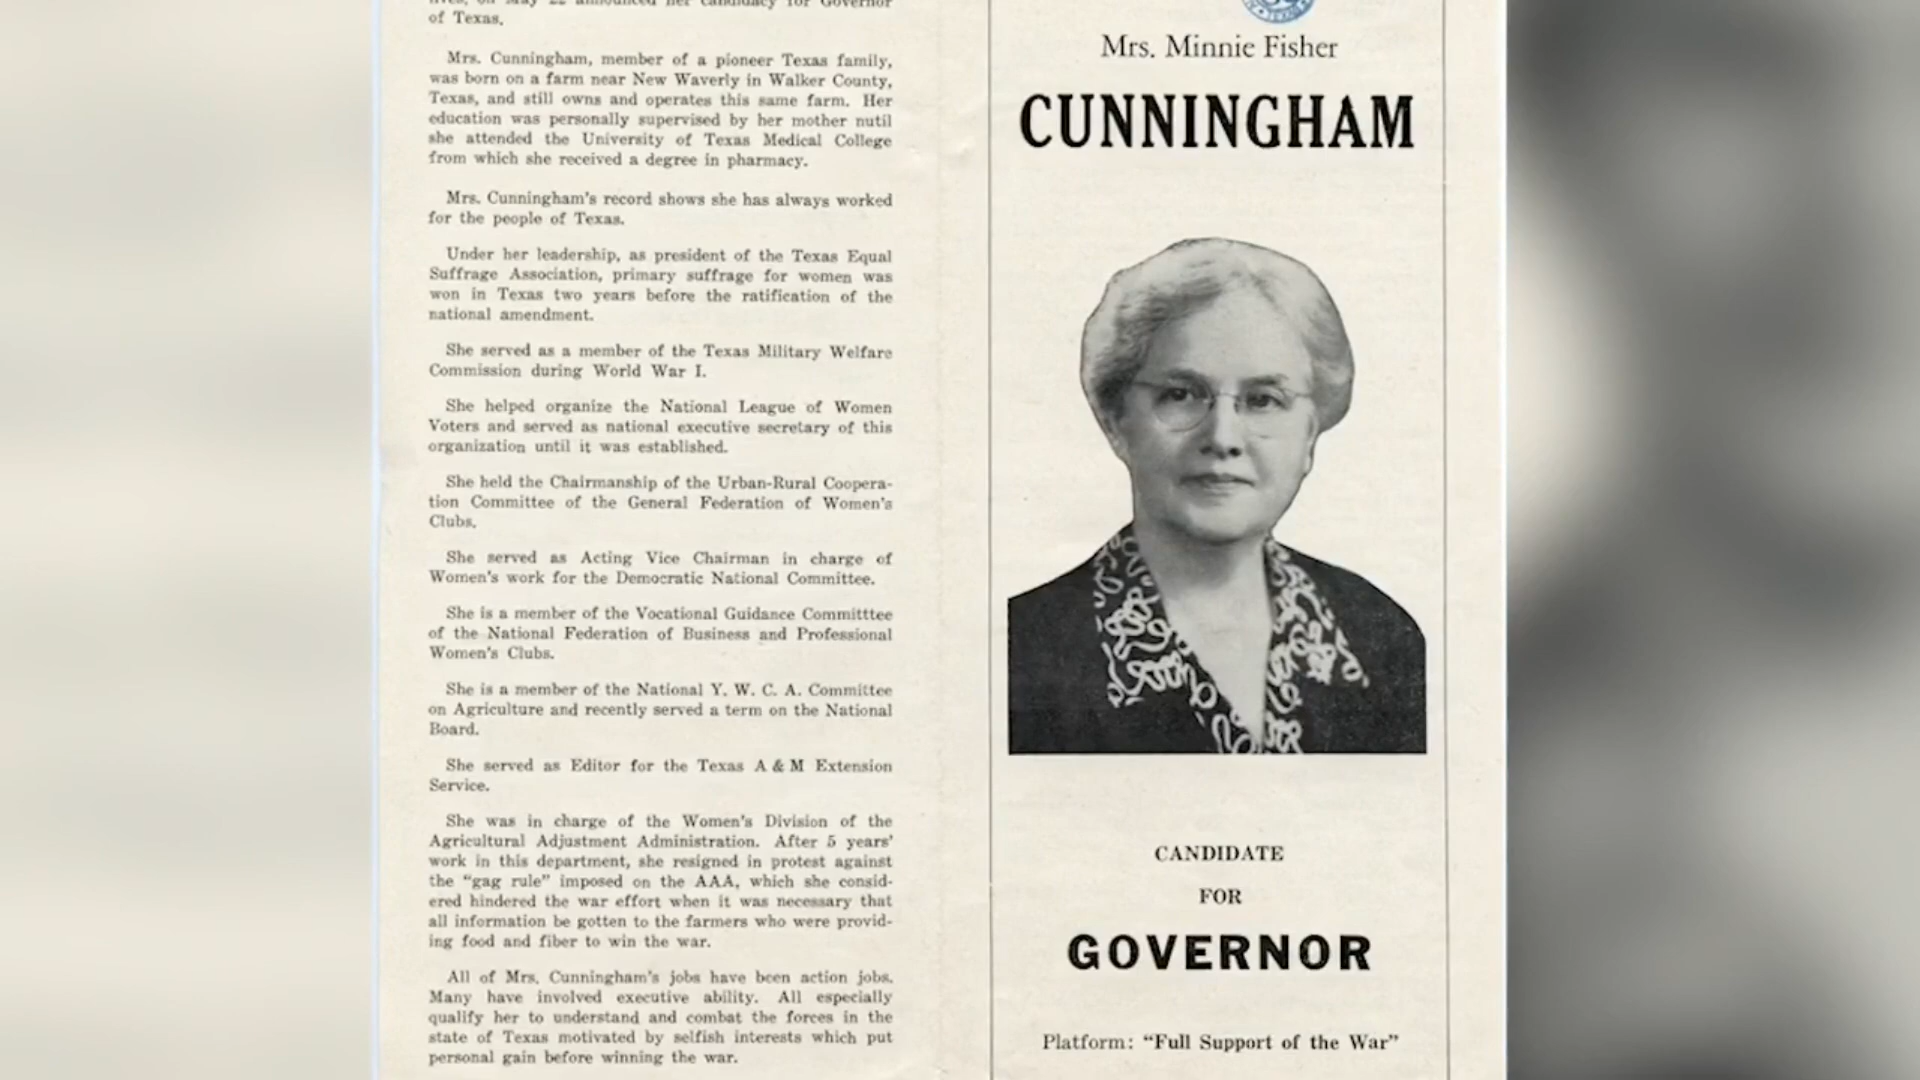 lives, on May 22 announced her candidacy for Governor
of Texas.
Mrs. Cunningham, member of a pioneer Texas family,
was born on a farm near New Waverly in Walker County,
Texas, and still owns and operates this same farm. Her
education was personally supervised by her mother nutil
she attended the University of Texas Medical College
from which she received a degree in pharmacy.
Mrs. Cunningham's record shows she has always worked
for the people of Texas.
Under her leadership, as president of the Texas Equal
Suffrage Association, primary suffrage for women was
won in Texas two years before the ratification of the
national amendment.
She served as a member of the Texas Military Welfare
Commission during World War I.
She helped organize the National League of Women
Voters and served as national executive secretary of this
organization until it was established.
She held the Chairmanship of the Urban-Rural Coopera-
tion Committee of the General Federation of Women's
Clubs.
She served as Acting Vice Chairman in charge of
Women's work for the Democratic National Committee.
She is a member of the Vocational Guidance Committtee
of the National Federation of Business and Professional
Women's Clubs.
She is a member of the National Y. W. C. A. Committee
on Agriculture and recently served a term on the National
Board.
She served as Editor for the Texas A & M Extension
Service.
She was in charge of the Women's Division of the
Agricultural Adjustment Administration. After 5 years'
work in this department, she resigned in protest against
the "gag rule" imposed on the AAA, which she consid-
ered hindered the war effort when it was necessary that
all information be gotten to the farmers who were provid-
ing food and fiber to win the war.
All of Mrs. Cunningham's jobs have been action jobs.
Many have involved executive ability. All especially
qualify her to understand and combat the forces in the
state of Texas motivated by selfish interests which put
personal gain before winning the war.
Mrs. Minnie Fisher
CUNNINGHAM
CANDIDATE
FOR
GOVERNOR
Platform: "Full Support of the War"